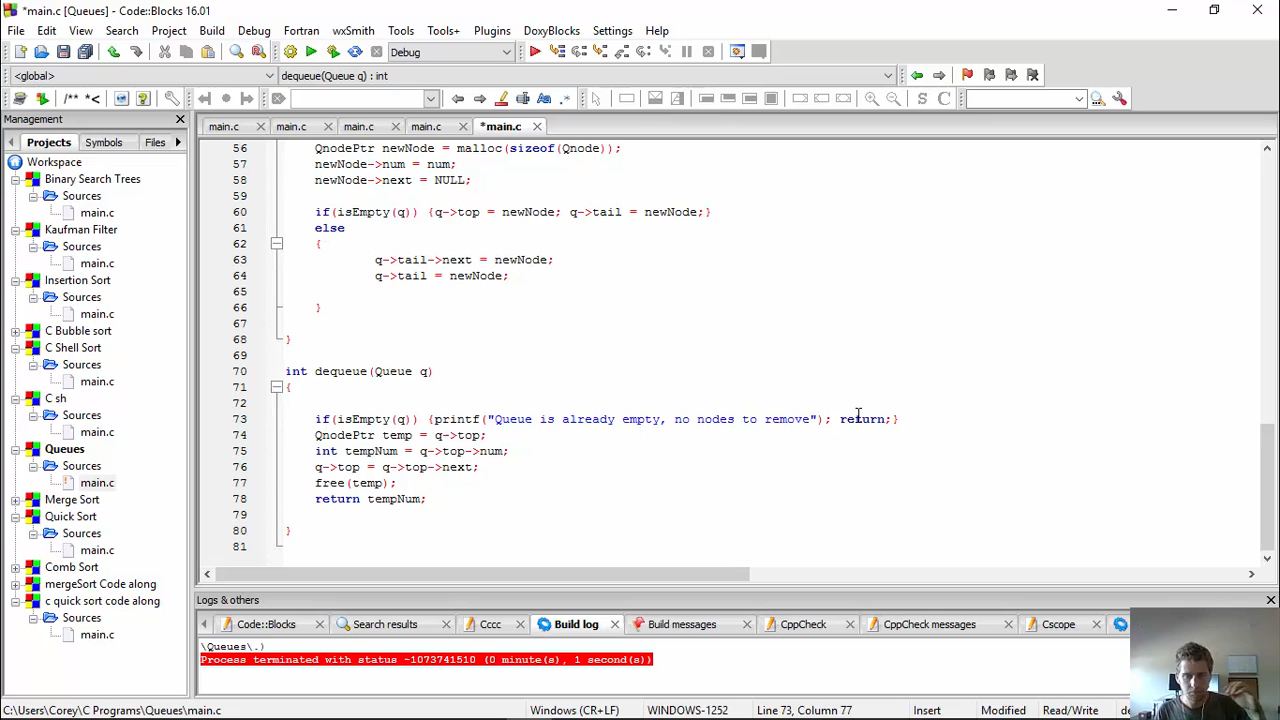 *main.c [Queues] - Code::Blocks 16.01
File Edit View Search Project Build Debug Fortran wxSmith Tools Tools+ Plugins DoxyBlocks Settings Help
Debug
<global> dequeue(Queue q) : int
/** *<
S C
Management
main.c main.c main.c main.c *main.c
Projects Symbols Files
Workspace
Binary Search Trees
Sources
main.c
Kaufman Filter
Sources
main.c
Insertion Sort
Sources
main.c
C Bubble sort
C Shell Sort
Sources
main.c
C sh
Sources
main.c
Queues
Sources
main.c
Merge Sort
Quick Sort
Sources
main.c
Comb Sort
mergeSort Code along
c quick sort code along
Sources
main.c
56 QnodePtr newNode = malloc(sizeof(Qnode));
57 newNode->num = num;
58 newNode->next = NULL;
59
60 if(isEmpty(q)) {q->top = newNode; q->tail = newNode;}
61 else
62 {
63 q->tail->next = newNode;
64 q->tail = newNode;
65
66 }
67
68 }
69
70 int dequeue(Queue q)
71 {
72
73 if(isEmpty(q)) {printf("Queue is already empty, no nodes to remove"); return;}
74 QnodePtr temp = q->top;
75 int tempNum = q->top->num;
76 q->top = q->top->next;
77 free(temp);
78 return tempNum;
79
80 }
81
Logs & others
Code::Blocks Search results Cccc Build log Build messages CppCheck CppCheck messages Cscope
\Queues\.)
Process terminated with status -1073741510 (0 minute(s), 1 second(s))
C:\Users\Corey\C Programs\Queues\main.c Windows (CR+LF) WINDOWS-1252 Line 73, Column 77 Insert Modified Read/Write de